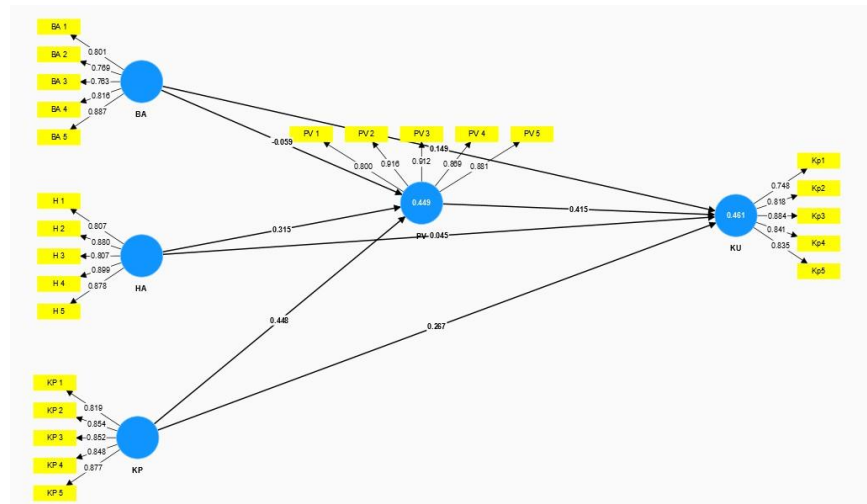 BA 1
BA 2
BA 3
BA 4
BA 5
0.801
0.769
0.763
0.816
0.887
BA
PV 1
PV 2
PV 3
PV 4
PV 5
0.800
0.916
0.912
0.869
0.881
0.449
PV
-0.059
0.149
H 1
H 2
H 3
H 4
H 5
0.807
0.880
0.807
0.899
0.878
HA
0.315
0.045
0.415
Kp1
Kp2
Kp3
Kp4
Kp5
0.748
0.818
0.884
0.841
0.835
0.461
KU
0.448
0.267
KP 1
KP 2
KP 3
KP 4
KP 5
0.819
0.854
0.852
0.848
0.877
KP